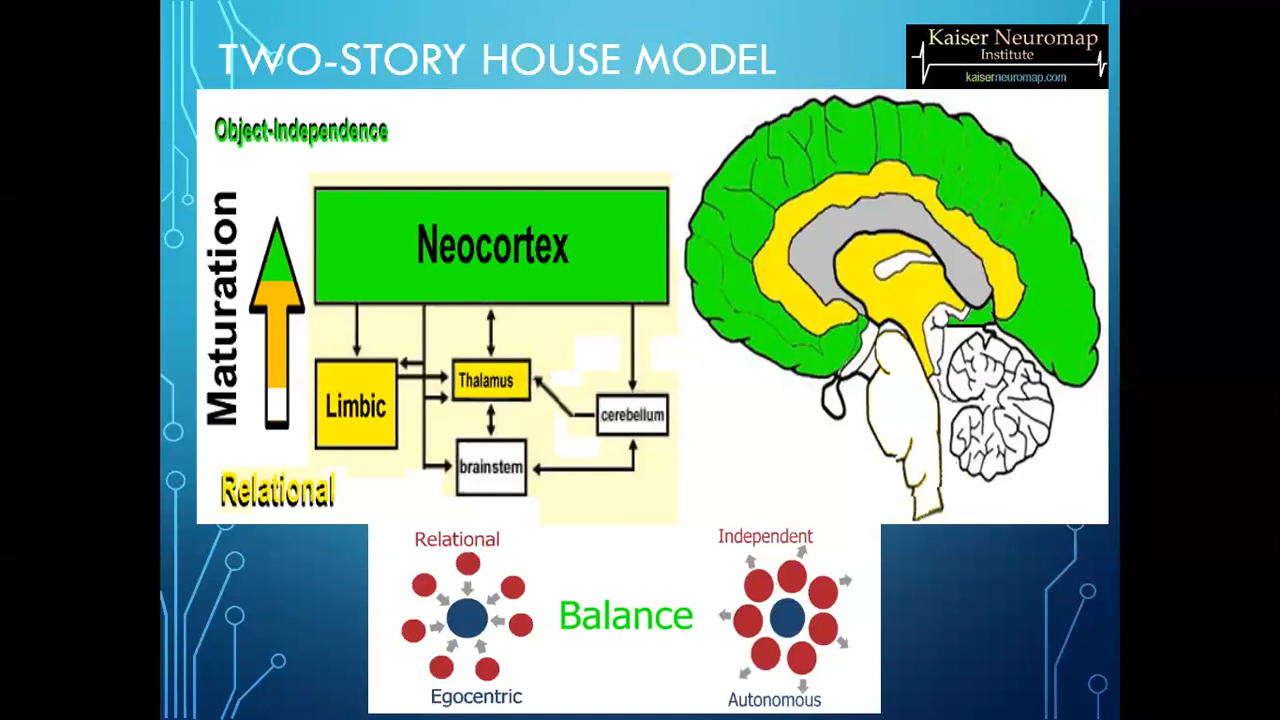 TWO-STORY HOUSE MODEL
Kaiser Neuromap
Institute
kaiserneuromap.com
Object-Independence
Maturation
Neocortex
Limbic
Thalamus
cerebellum
brainstem
Relational
Relational
Independent
Balance
Egocentric
Autonomous